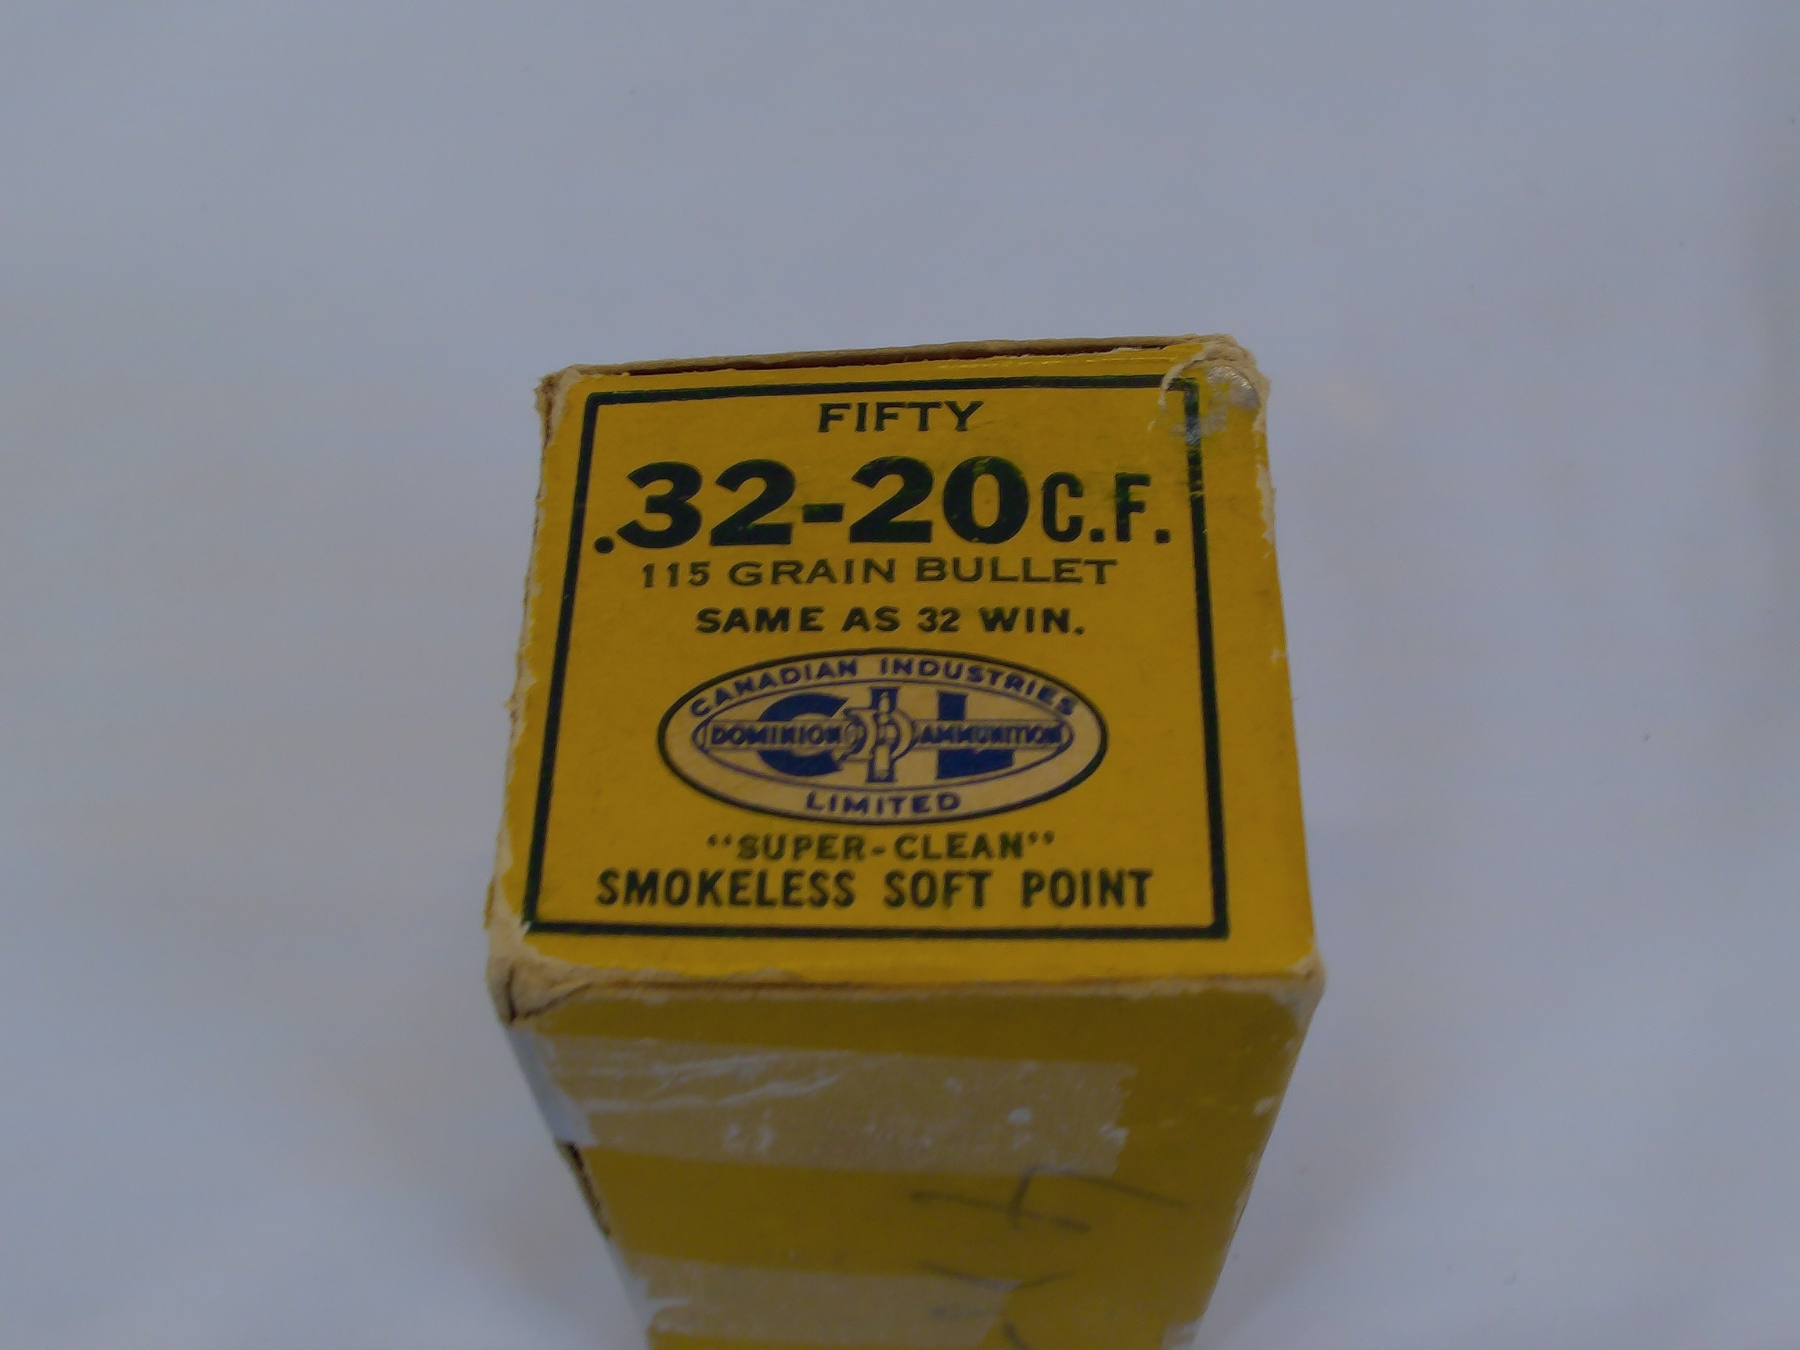 FIFTY
.32-20 C.F.
115 GRAIN BULLET
SAME AS 32 WIN.
CANADIAN INDUSTRIES
CIL
DOMINION AMMUNITION
LIMITED
“SUPER-CLEAN”
SMOKELESS SOFT POINT